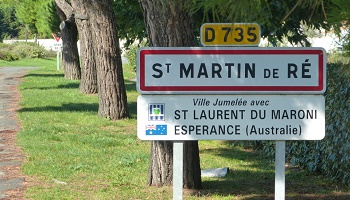 D 735
ST MARTIN DE RÉ
Ville Jumelée avec
ST LAURENT DU MARONI
ESPERANCE (Australie)